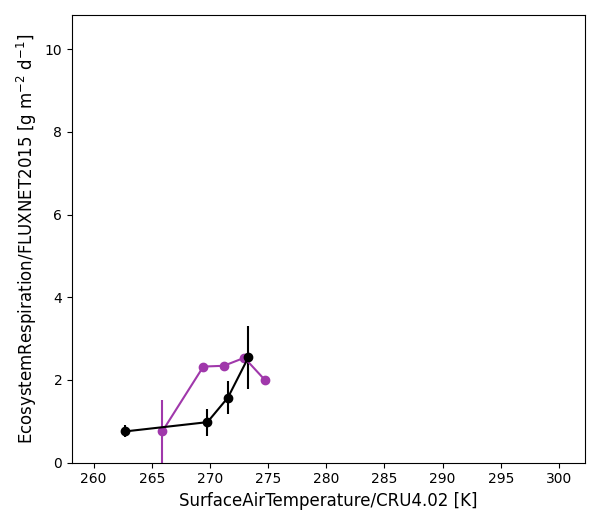 EcosystemRespiration/FLUXNET2015 [g m⁻² d⁻¹]
10
8
6
4
2
0
260 265 270 275 280 285 290 295 300
SurfaceAirTemperature/CRU4.02 [K]